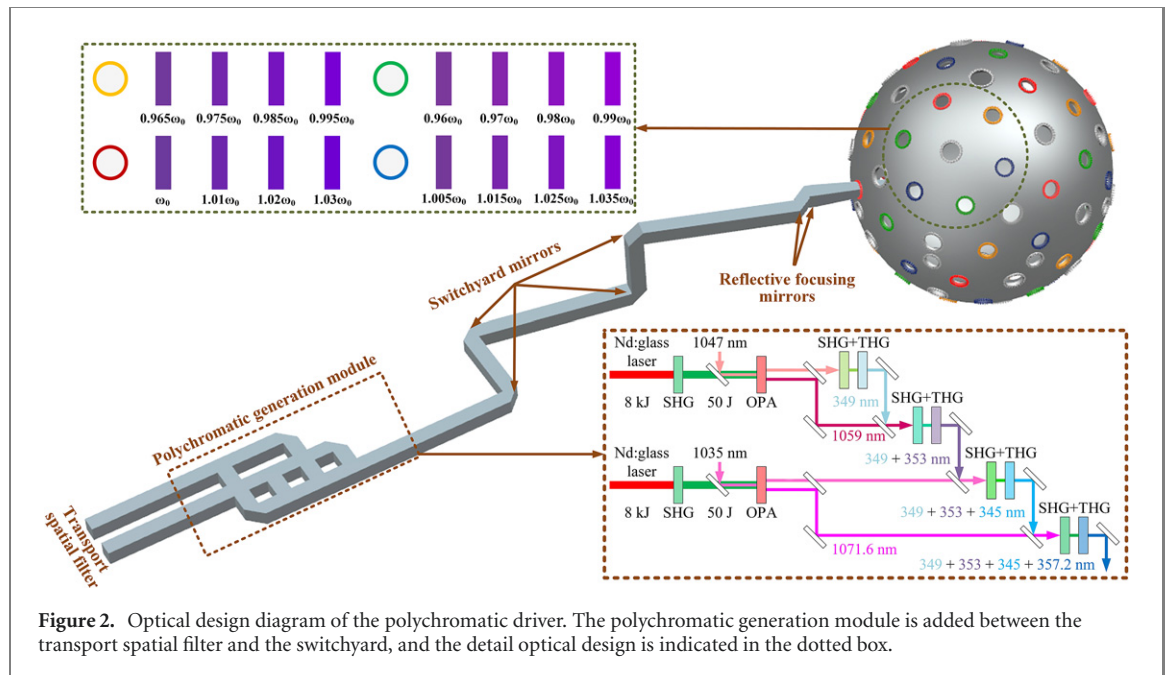 0.965ω₀ 0.975ω₀ 0.985ω₀ 0.995ω₀ 0.96ω₀ 0.97ω₀ 0.98ω₀ 0.99ω₀
ω₀ 1.01ω₀ 1.02ω₀ 1.03ω₀ 1.005ω₀ 1.015ω₀ 1.025ω₀ 1.035ω₀
Switchyard mirrors
Reflective focusing
mirrors
Polychromatic generation module
Transport
spatial filter
Nd:glass
laser
1047 nm
SHG+THG
8 kJ SHG 50 J OPA
349 nm
SHG+THG
1059 nm
349 + 353 nm
Nd:glass
laser
1035 nm
SHG+THG
8 kJ SHG 50 J OPA
349 + 353 + 345 nm
SHG+THG
1071.6 nm
349 + 353 + 345 + 357.2 nm
Figure 2. Optical design diagram of the polychromatic driver. The polychromatic generation module is added between the
transport spatial filter and the switchyard, and the detail optical design is indicated in the dotted box.